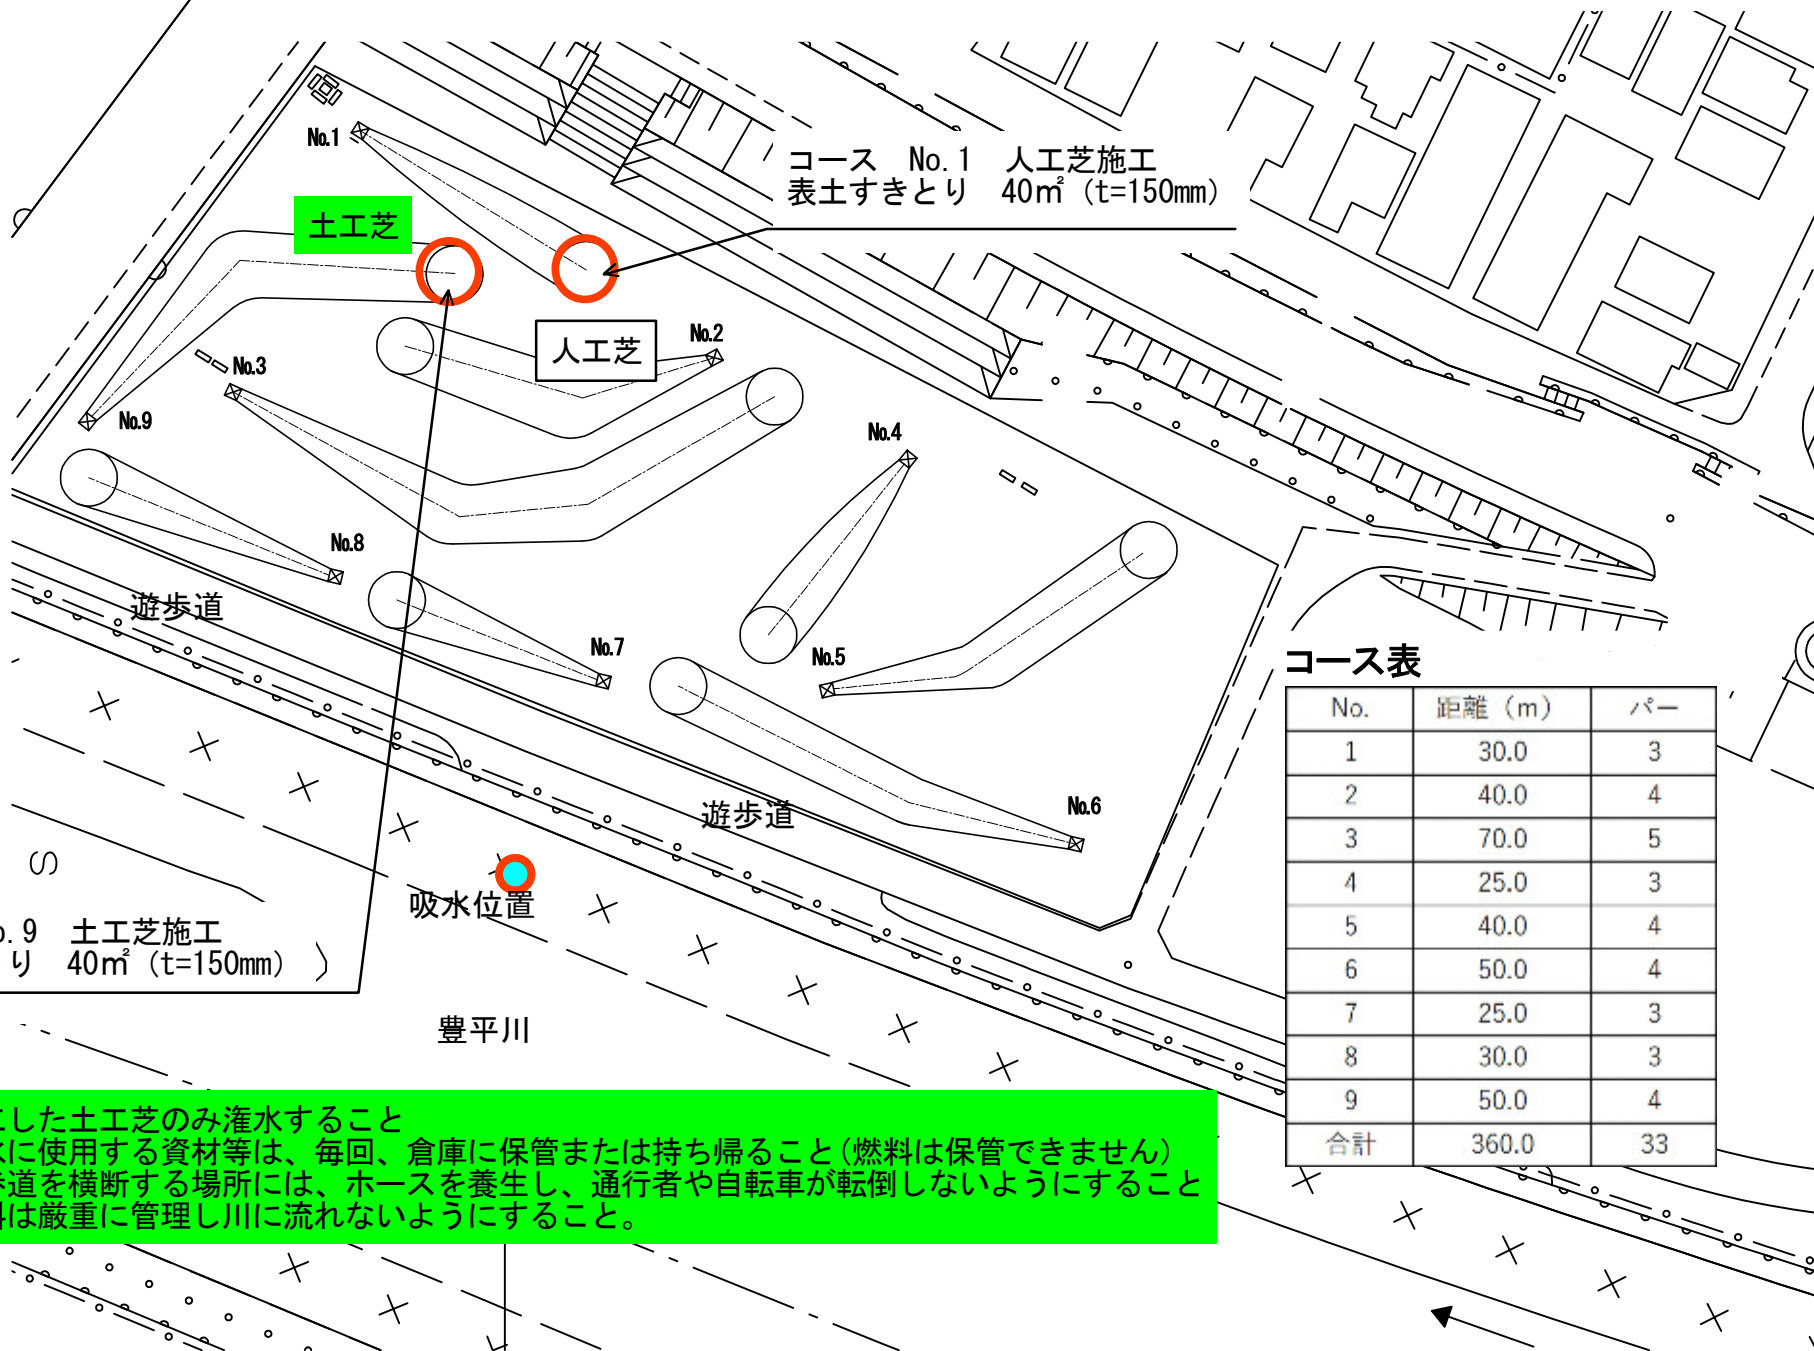 No.1
コース No.1 人工芝施工
表土すきとり 40㎡ (t=150mm)
土工芝
人工芝
No.2
No.3
No.9
No.4
No.8
遊歩道
No.7
No.5
No.6
遊歩道
吸水位置
S
o.9 土工芝施工
り 40㎡ (t=150mm)
豊平川
コース表
No. 距離（m） パー
1 30.0 3
2 40.0 4
3 70.0 5
4 25.0 3
5 40.0 4
6 50.0 4
7 25.0 3
8 30.0 3
9 50.0 4
合計 360.0 33
した土工芝のみ潅水すること
に使用する資材等は、毎回、倉庫に保管または持ち帰ること(燃料は保管できません)
道を横断する場所には、ホースを養生し、通行者や自転車が転倒しないようにすること
は厳重に管理し川に流れないようにすること。